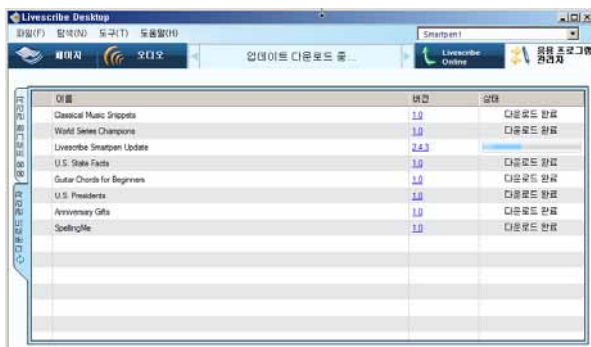 Livescribe Desktop
파일(F) 탐색(N) 도구(T) 도움말(H)
Smartpen1
페이지 오디오 업데이트 다운로드 중... Livescribe Online 응용 프로그램 관리자
이름 버전 상태
Classical Music Snippets 1.0 다운로드 완료
World Series Champions 1.0 다운로드 완료
Livescribe Smartpen Update 2.4.3
U.S. State Facts 1.0 다운로드 완료
Guitar Chords for Beginners 1.0 다운로드 완료
U.S. Presidents 1.0 다운로드 완료
Anniversary Gifts 1.0 다운로드 완료
SpellingMe 1.0 다운로드 완료